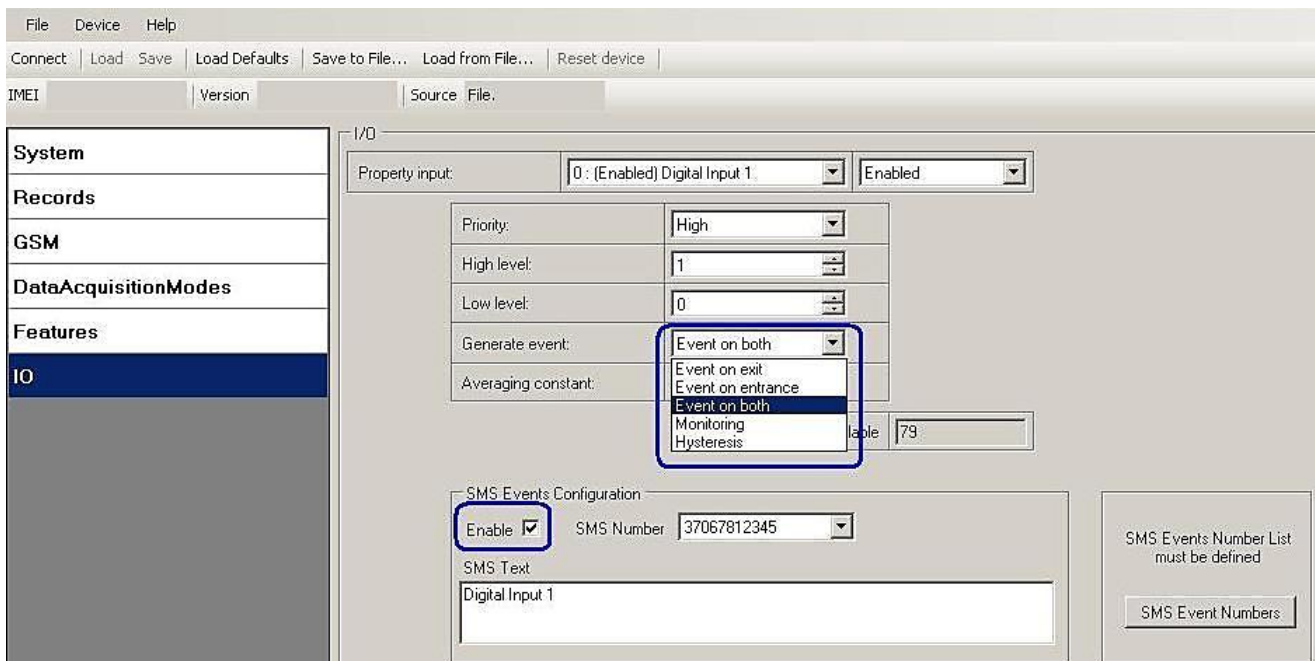 File Device Help
Connect Load Save Load Defaults Save to File... Load from File... Reset device
IMEI Version Source File.
System
Records
GSM
DataAcquisitionModes
Features
IO
I/O
Property input: 0 : (Enabled) Digital Input 1 Enabled
Priority: High
High level: 1
Low level: 0
Generate event: Event on both
Averaging constant:
Event on exit
Event on entrance
Event on both
Monitoring
Hysteresis
79
SMS Events Configuration
Enable SMS Number 37067812345
SMS Text
Digital Input 1
SMS Events Number List
must be defined
SMS Event Numbers